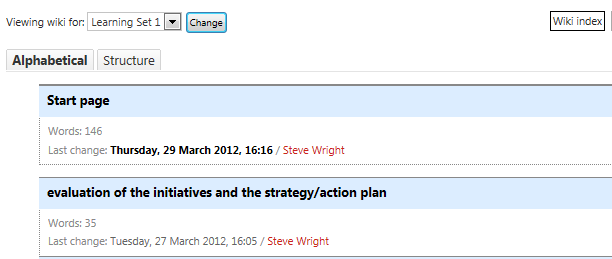 Viewing wiki for: Learning Set 1 Change Wiki index
Alphabetical Structure
Start page
Words: 146
Last change: Thursday, 29 March 2012, 16:16 / Steve Wright
evaluation of the initiatives and the strategy/action plan
Words: 35
Last change: Tuesday, 27 March 2012, 16:05 / Steve Wright